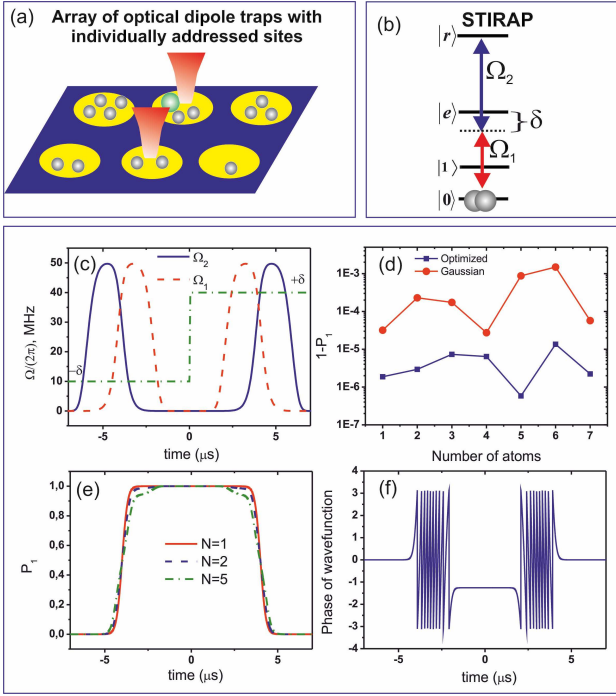 (a)
Array of optical dipole traps with
individually addressed sites
(b)
STIRAP
|r⟩
Ω₂
|e⟩
δ
Ω₁
|1⟩
|0⟩
(c)
Ω/(2π), MHz
50
40
30
20
10
0
Ω₂
Ω₁
+δ
−δ
-5
0
5
time (μs)
(d)
Optimized
Gaussian
1-P₁
1E-3
1E-4
1E-5
1E-6
1E-7
1 2 3 4 5 6 7
Number of atoms
(e)
P₁
1,0
0,8
0,6
0,4
0,2
0,0
N=1
N=2
N=5
-5
0
5
time (μs)
(f)
Phase of wavefunction
4
3
2
1
0
-1
-2
-3
-4
-5
0
5
time (μs)